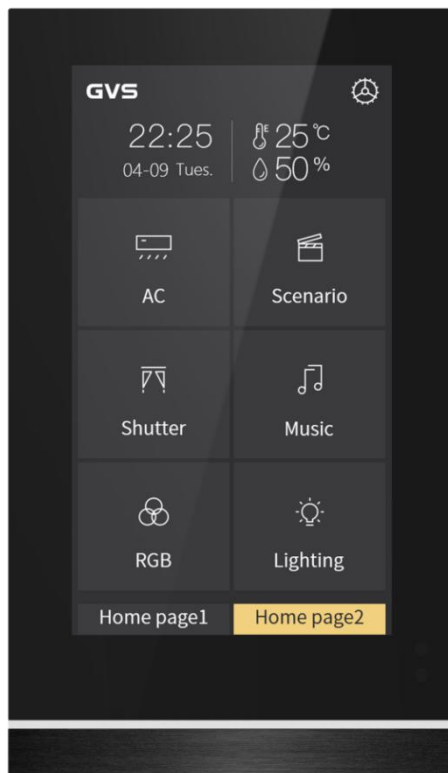 GVS
22:25
04-09 Tues.
E 25℃
50%
AC
Scenario
Shutter
Music
RGB
Lighting
Home page1
Home page2